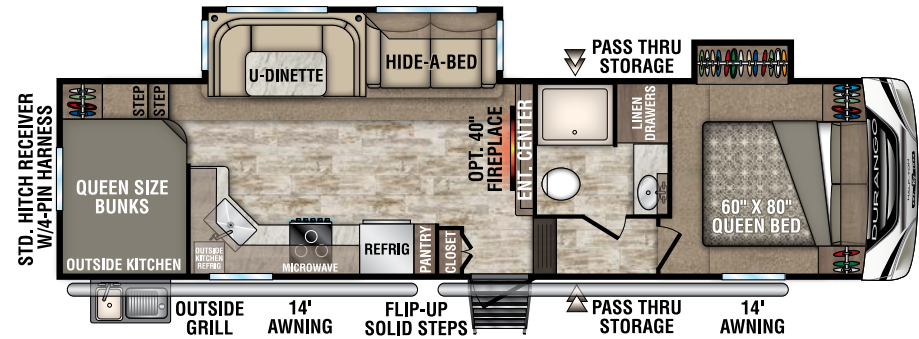 STD. HITCH RECEIVER
W/4-PIN HARNESS
STEP
STEP
U-DINETTE
HIDE-A-BED
PASS THRU
STORAGE
OPT. 40"
FIREPLACE
ENT. CENTER
LINEN
DRAWERS
QUEEN SIZE
BUNKS
60" X 80"
QUEEN BED
DURANGO
OUTSIDE KITCHEN
OUTSIDE
KITCHEN
REFRIG
MICROWAVE
REFRIG
PANTRY
CLOSET
OUTSIDE
GRILL
14'
AWNING
FLIP-UP
SOLID STEPS
PASS THRU
STORAGE
14'
AWNING